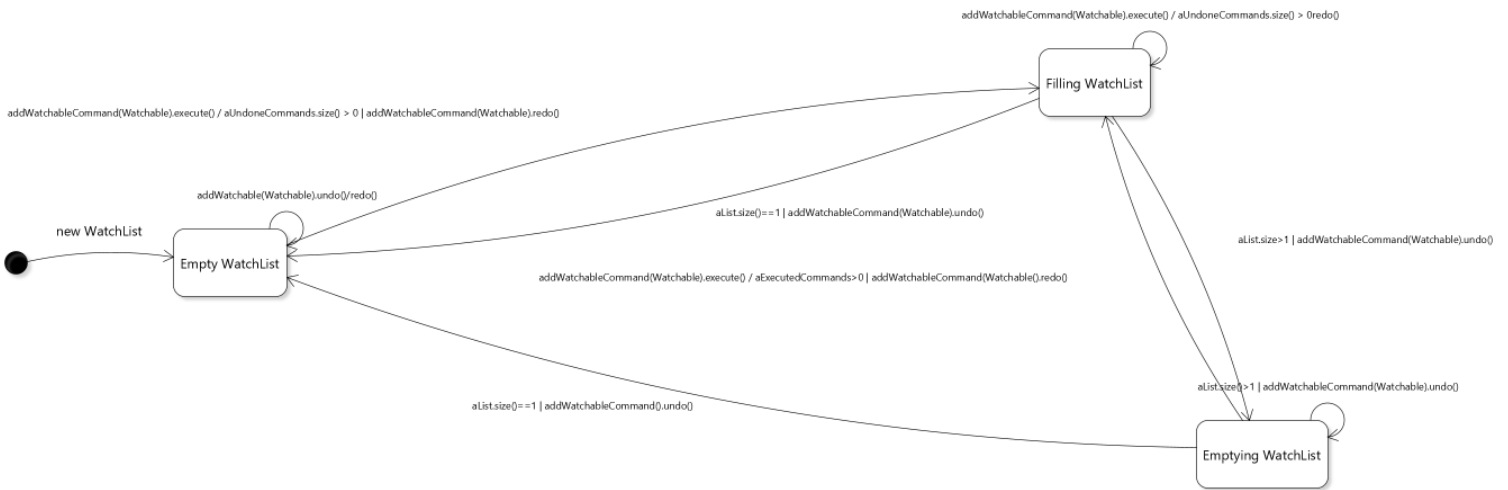 addWatchableCommand(Watchable).execute() / aUndoneCommands.size() > 0redo()
Filling WatchList
addWatchableCommand(Watchable).execute() / aUndoneCommands.size() > 0 | addWatchableCommand(Watchable).redo()
addWatchable(Watchable).undo()/redo()
aList.size()==1 | addWatchableCommand(Watchable).undo()
new WatchList
aList.size>1 | addWatchableCommand(Watchable).undo()
Empty WatchList
addWatchableCommand(Watchable).execute() / aExecutedCommands>0 | addWatchableCommand(Watchable().redo()
aList.size()>1 | addWatchableCommand(Watchable).undo()
aList.size()==1 | addWatchableCommand().undo()
Emptying WatchList